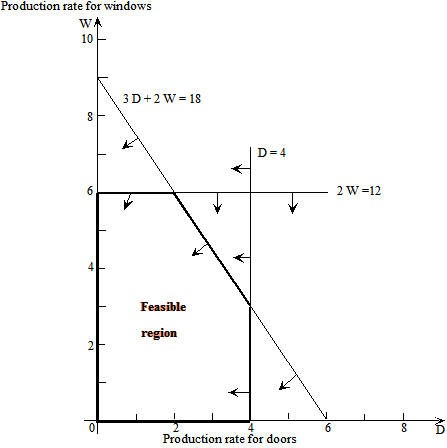 Production rate for windows
W
10
3 D + 2 W = 18
8
D = 4
6
2 W =12
4
Feasible
region
2
0 2 4 6 8 D
Production rate for doors